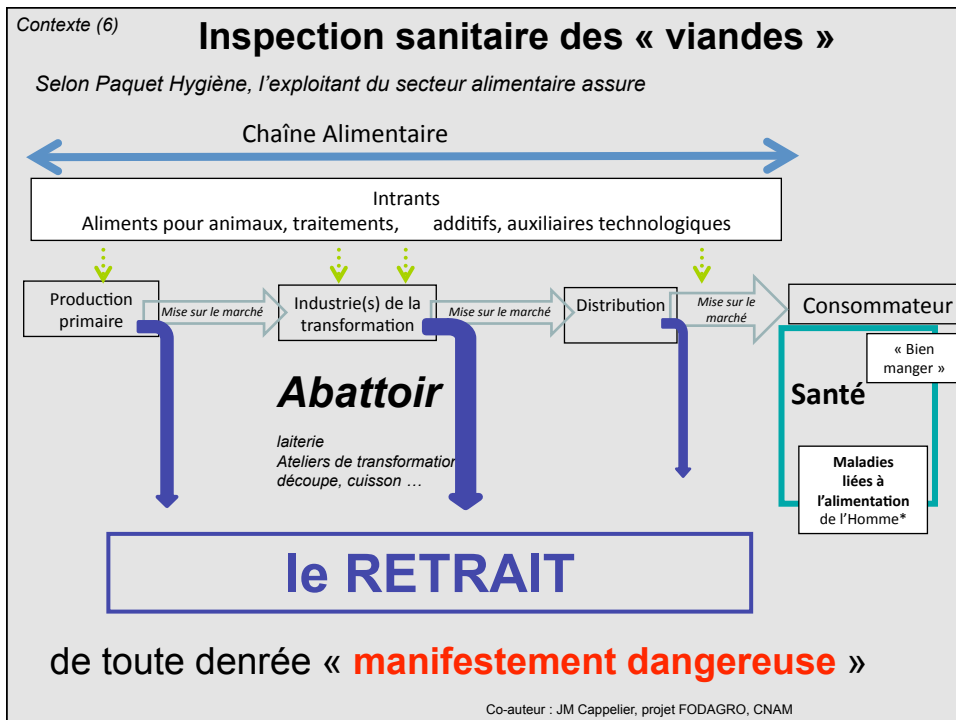 Contexte (6)
Inspection sanitaire des « viandes »
Selon Paquet Hygiène, l’exploitant du secteur alimentaire assure
Chaîne Alimentaire
Intrants
Aliments pour animaux, traitements, additifs, auxiliaires technologiques
Production
primaire
Mise sur le marché
Industrie(s) de la
transformation
Mise sur le marché
Distribution
Mise sur le
marché
Consommateur
« Bien
manger »
Santé
Maladies
liées à
l’alimentation
de l’Homme*
Abattoir
laiterie
Ateliers de transformation
découpe, cuisson …
le RETRAIT
de toute denrée « manifestement dangereuse »
Co-auteur : JM Cappelier, projet FODAGRO, CNAM